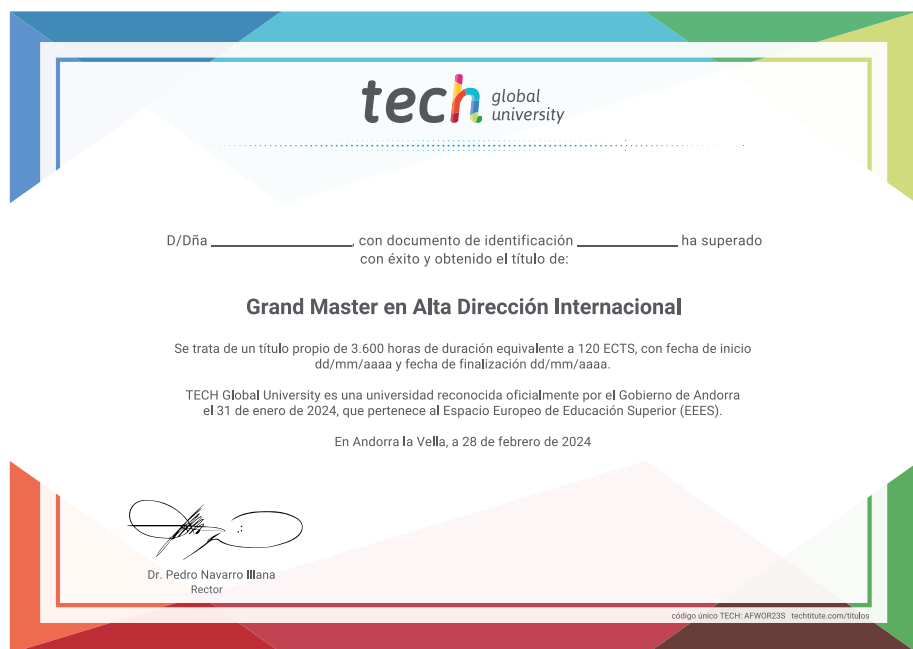 tech global
university
D/Dña ______________, con documento de identificación __________ ha superado
con éxito y obtenido el título de:
Grand Master en Alta Dirección Internacional
Se trata de un título propio de 3.600 horas de duración equivalente a 120 ECTS, con fecha de inicio
dd/mm/aaaa y fecha de finalización dd/mm/aaaa.
TECH Global University es una universidad reconocida oficialmente por el Gobierno de Andorra
el 31 de enero de 2024, que pertenece al Espacio Europeo de Educación Superior (EEES).
En Andorra la Vella, a 28 de febrero de 2024
Dr. Pedro Navarro Illana
Rector
código único TECH: AFWOR23S techtitute.com/titulos